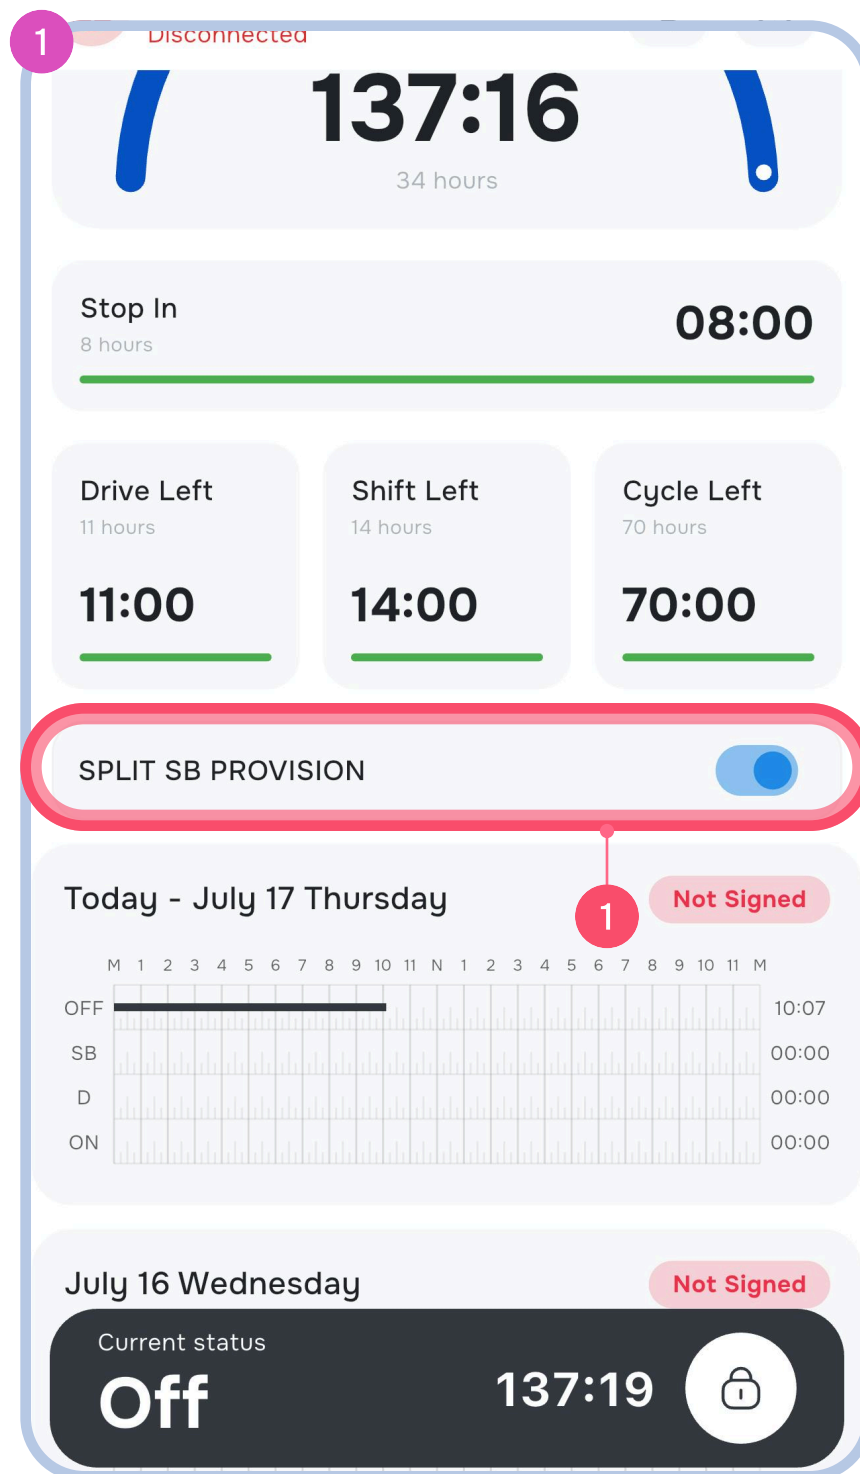 1
Disconnected
137:16
34 hours
Stop In
8 hours
08:00
Drive Left
11 hours
11:00
Shift Left
14 hours
14:00
Cycle Left
70 hours
70:00
SPLIT SB PROVISION
1
Today - July 17 Thursday
Not Signed
M 1 2 3 4 5 6 7 8 9 10 11 N 1 2 3 4 5 6 7 8 9 10 11 M
OFF 10:07
SB 00:00
D 00:00
ON 00:00
July 16 Wednesday
Not Signed
Current status
Off
137:19